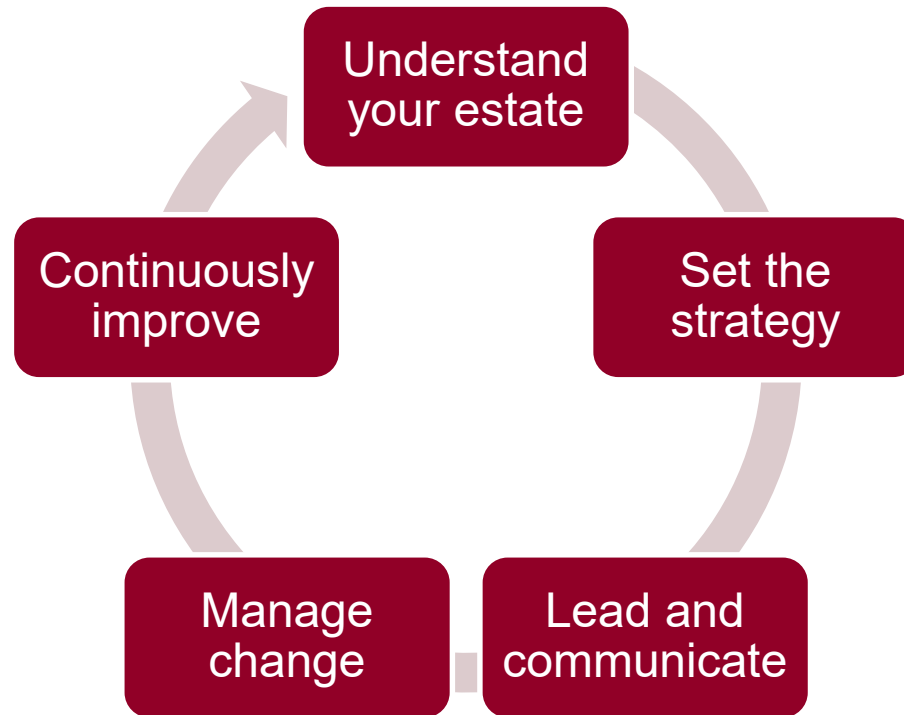 Understand
your estate
Set the
strategy
Lead and
communicate
Manage
change
Continuously
improve